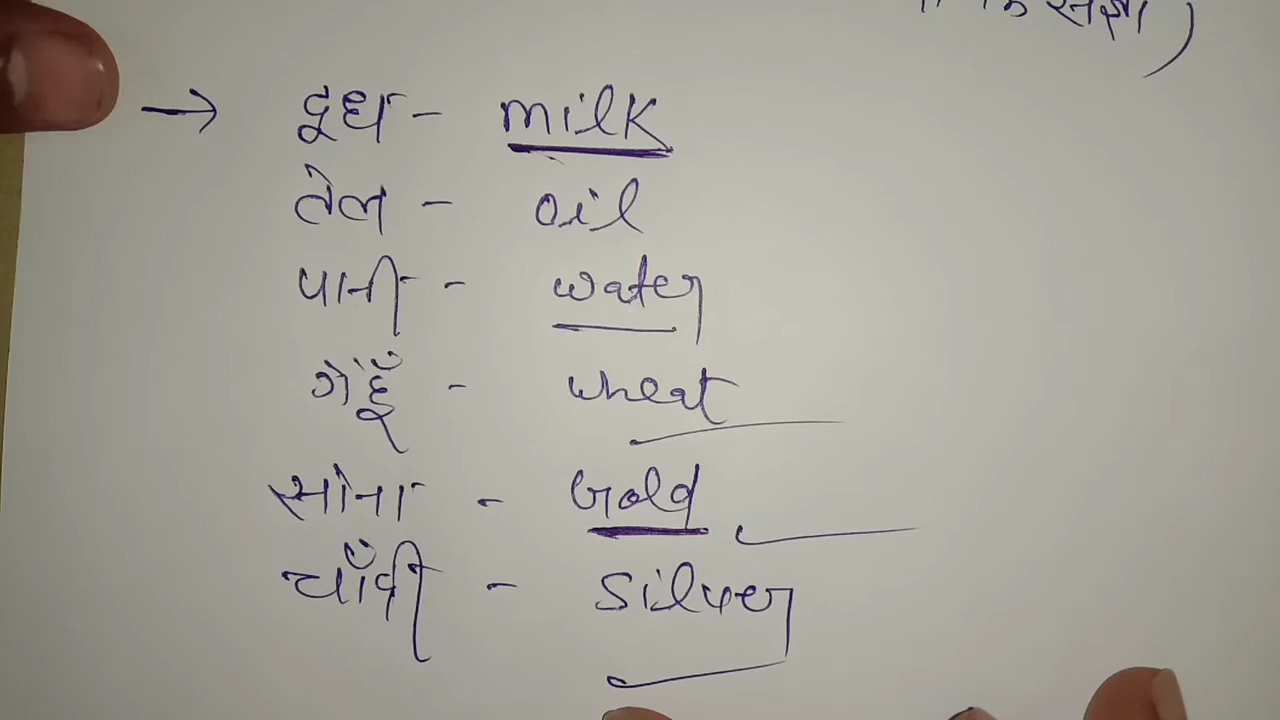 संज्ञा)
→ दूध - milk
तेल - oil
पानी - water
गेहूँ - wheat
सोना - Gold
चाँदी - Silver